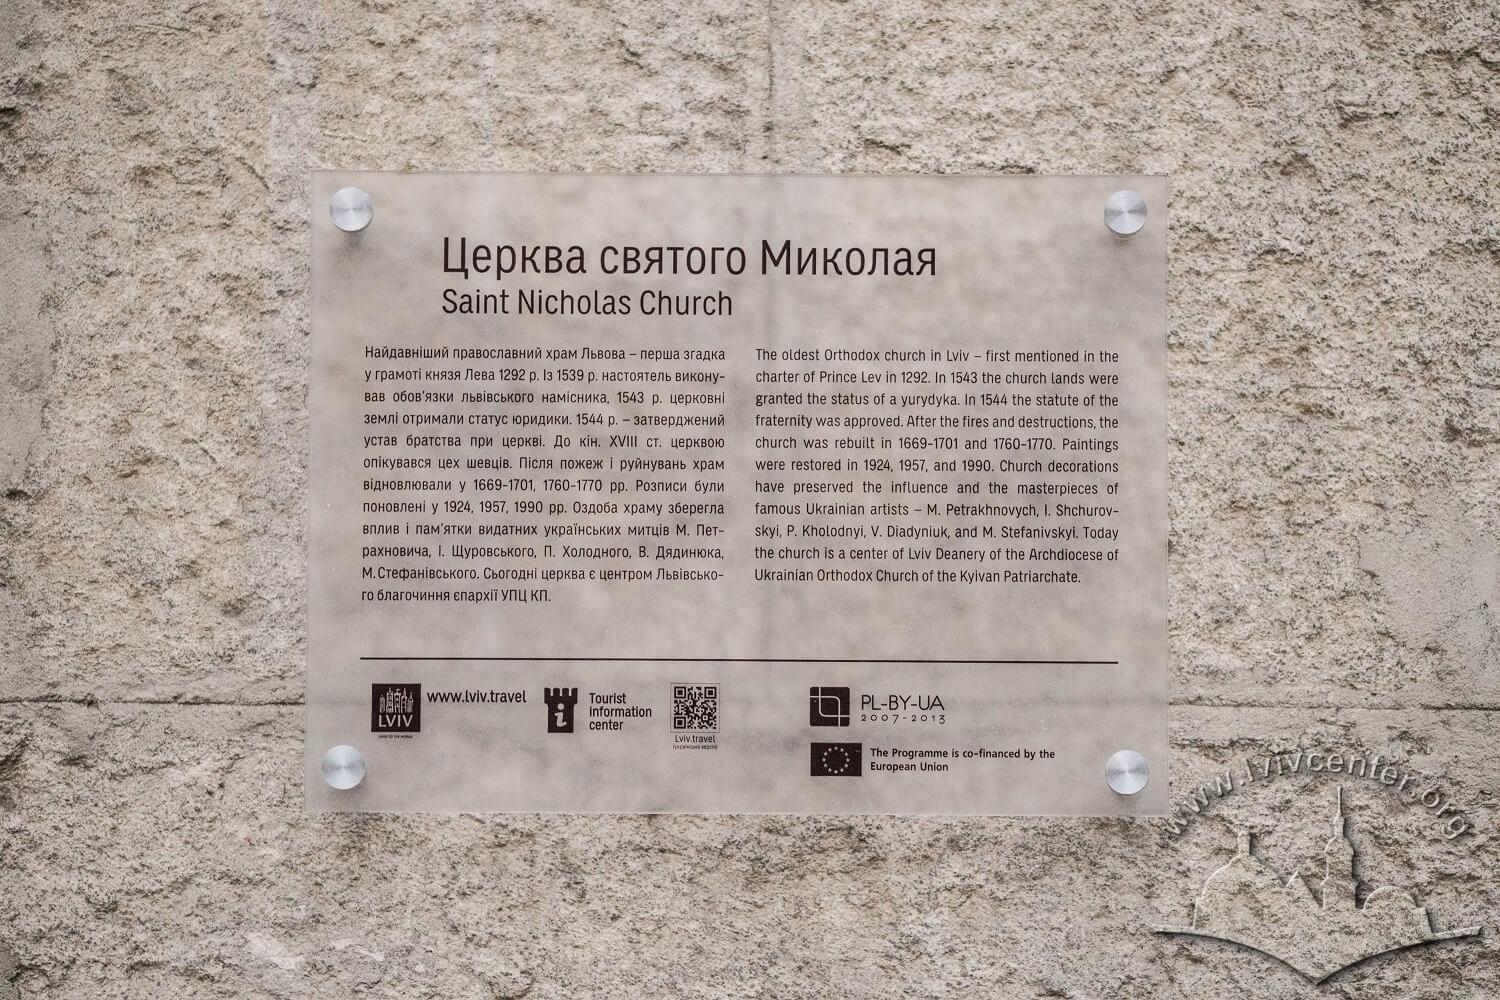 Церква святого Миколая
Saint Nicholas Church
Найдавніший православний храм Львова – перша згадка
у грамоті князя Лева 1292 р. Із 1539 р. настоятель викону-
вав обов'язки львівського намісника, 1543 р. церковні
землі отримали статус юридики. 1544 р. – затверджений
устав братства при церкві. До кін. XVIII ст. церквою
опікувався цех шевців. Після пожеж і руйнувань храм
відновлювали у 1669-1701, 1760-1770 рр. Розписи були
поновлені у 1924, 1957, 1990 рр. Оздоба храму зберегла
вплив і пам'ятки видатних українських митців М. Пет-
рахновича, І. Щуровського, П. Холодного, В. Дядинюка,
М.Стефанівського. Сьогодні церква є центром Львівсько-
го благочиння єпархії УПЦ КП.
The oldest Orthodox church in Lviv – first mentioned in the
charter of Prince Lev in 1292. In 1543 the church lands were
granted the status of a yurydyka. In 1544 the statute of the
fraternity was approved. After the fires and destructions, the
church was rebuilt in 1669-1701 and 1760-1770. Paintings
were restored in 1924, 1957, and 1990. Church decorations
have preserved the influence and the masterpieces of
famous Ukrainian artists – M. Petrakhnovych, I. Shchurov-
skyi, P. Kholodnyi, V. Diadyniuk, and M. Stefanivskyi. Today
the church is a center of Lviv Deanery of the Archdiocese of
Ukrainian Orthodox Church of the Kyivan Patriarchate.
LVIV
OPEN TO THE WORLD
www.lviv.travel
i
Tourist
information
center
Lviv.travel
(українська версія)
PL-BY-UA
2007-2013
The Programme is co-financed by the
European Union
www.lvivcenter.org